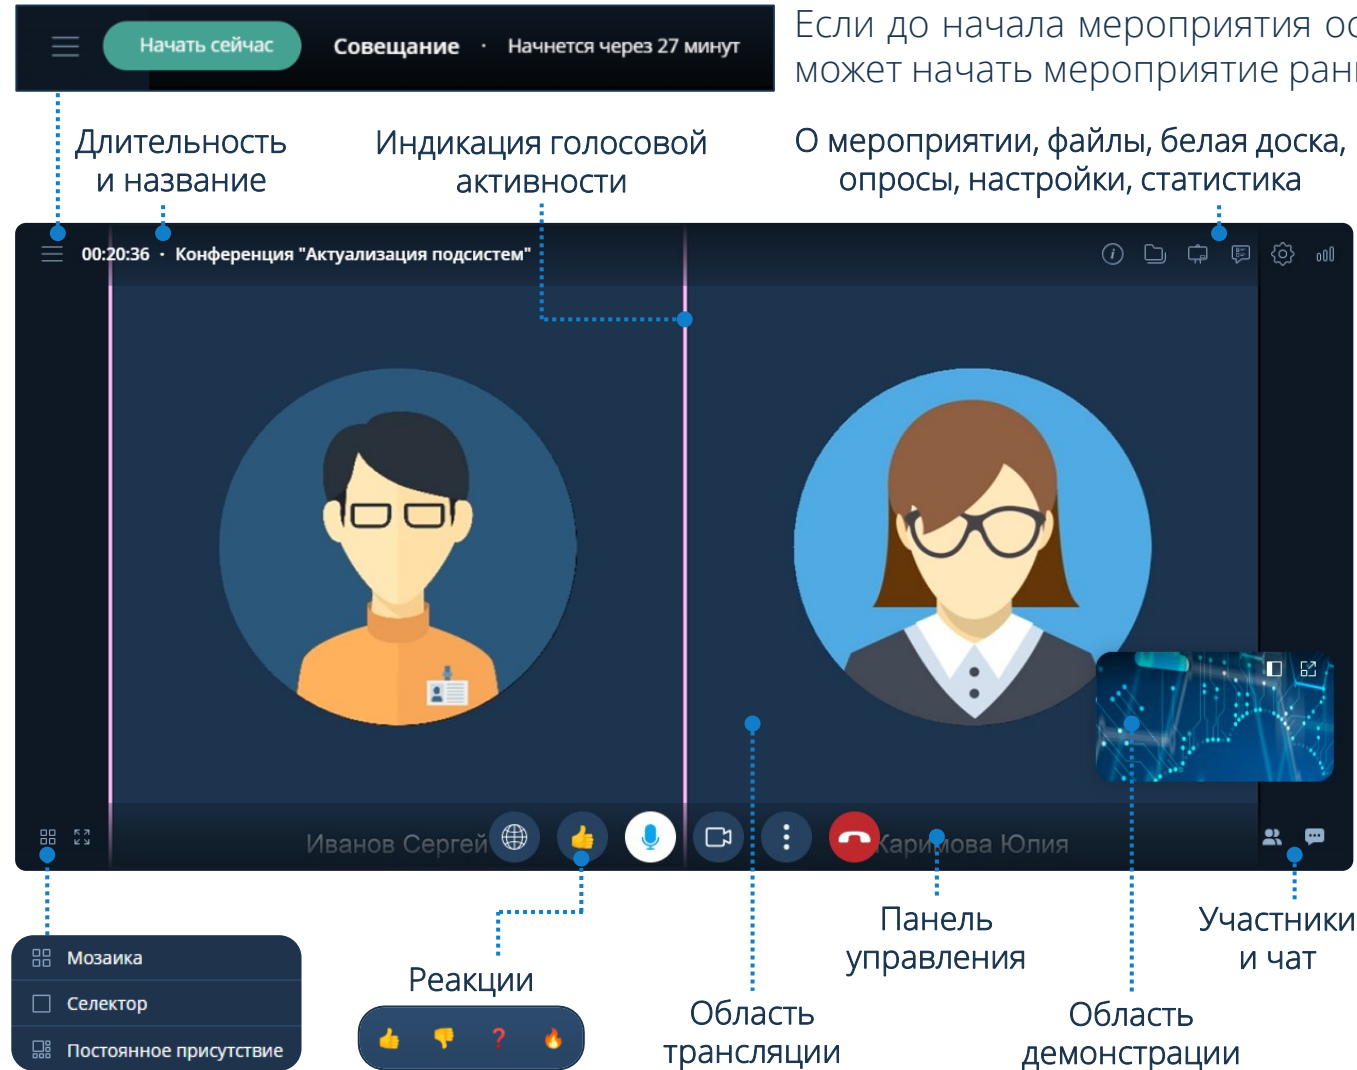 Начать сейчас Совещание · Начнется через 27 минут
Если до начала мероприятия
может начать мероприятие
Длительность
и название
Индикация голосовой
активности
О мероприятии, файлы, белая доска,
опросы, настройки, статистика
00:20:36 · Конференция "Актуализация подсистем"
Иванов Сергей
Каримова Юлия
Мозаика
Селектор
Постоянное присутствие
Реакции
Область
трансляции
Панель
управления
Область
демонстрации
Участники
и чат